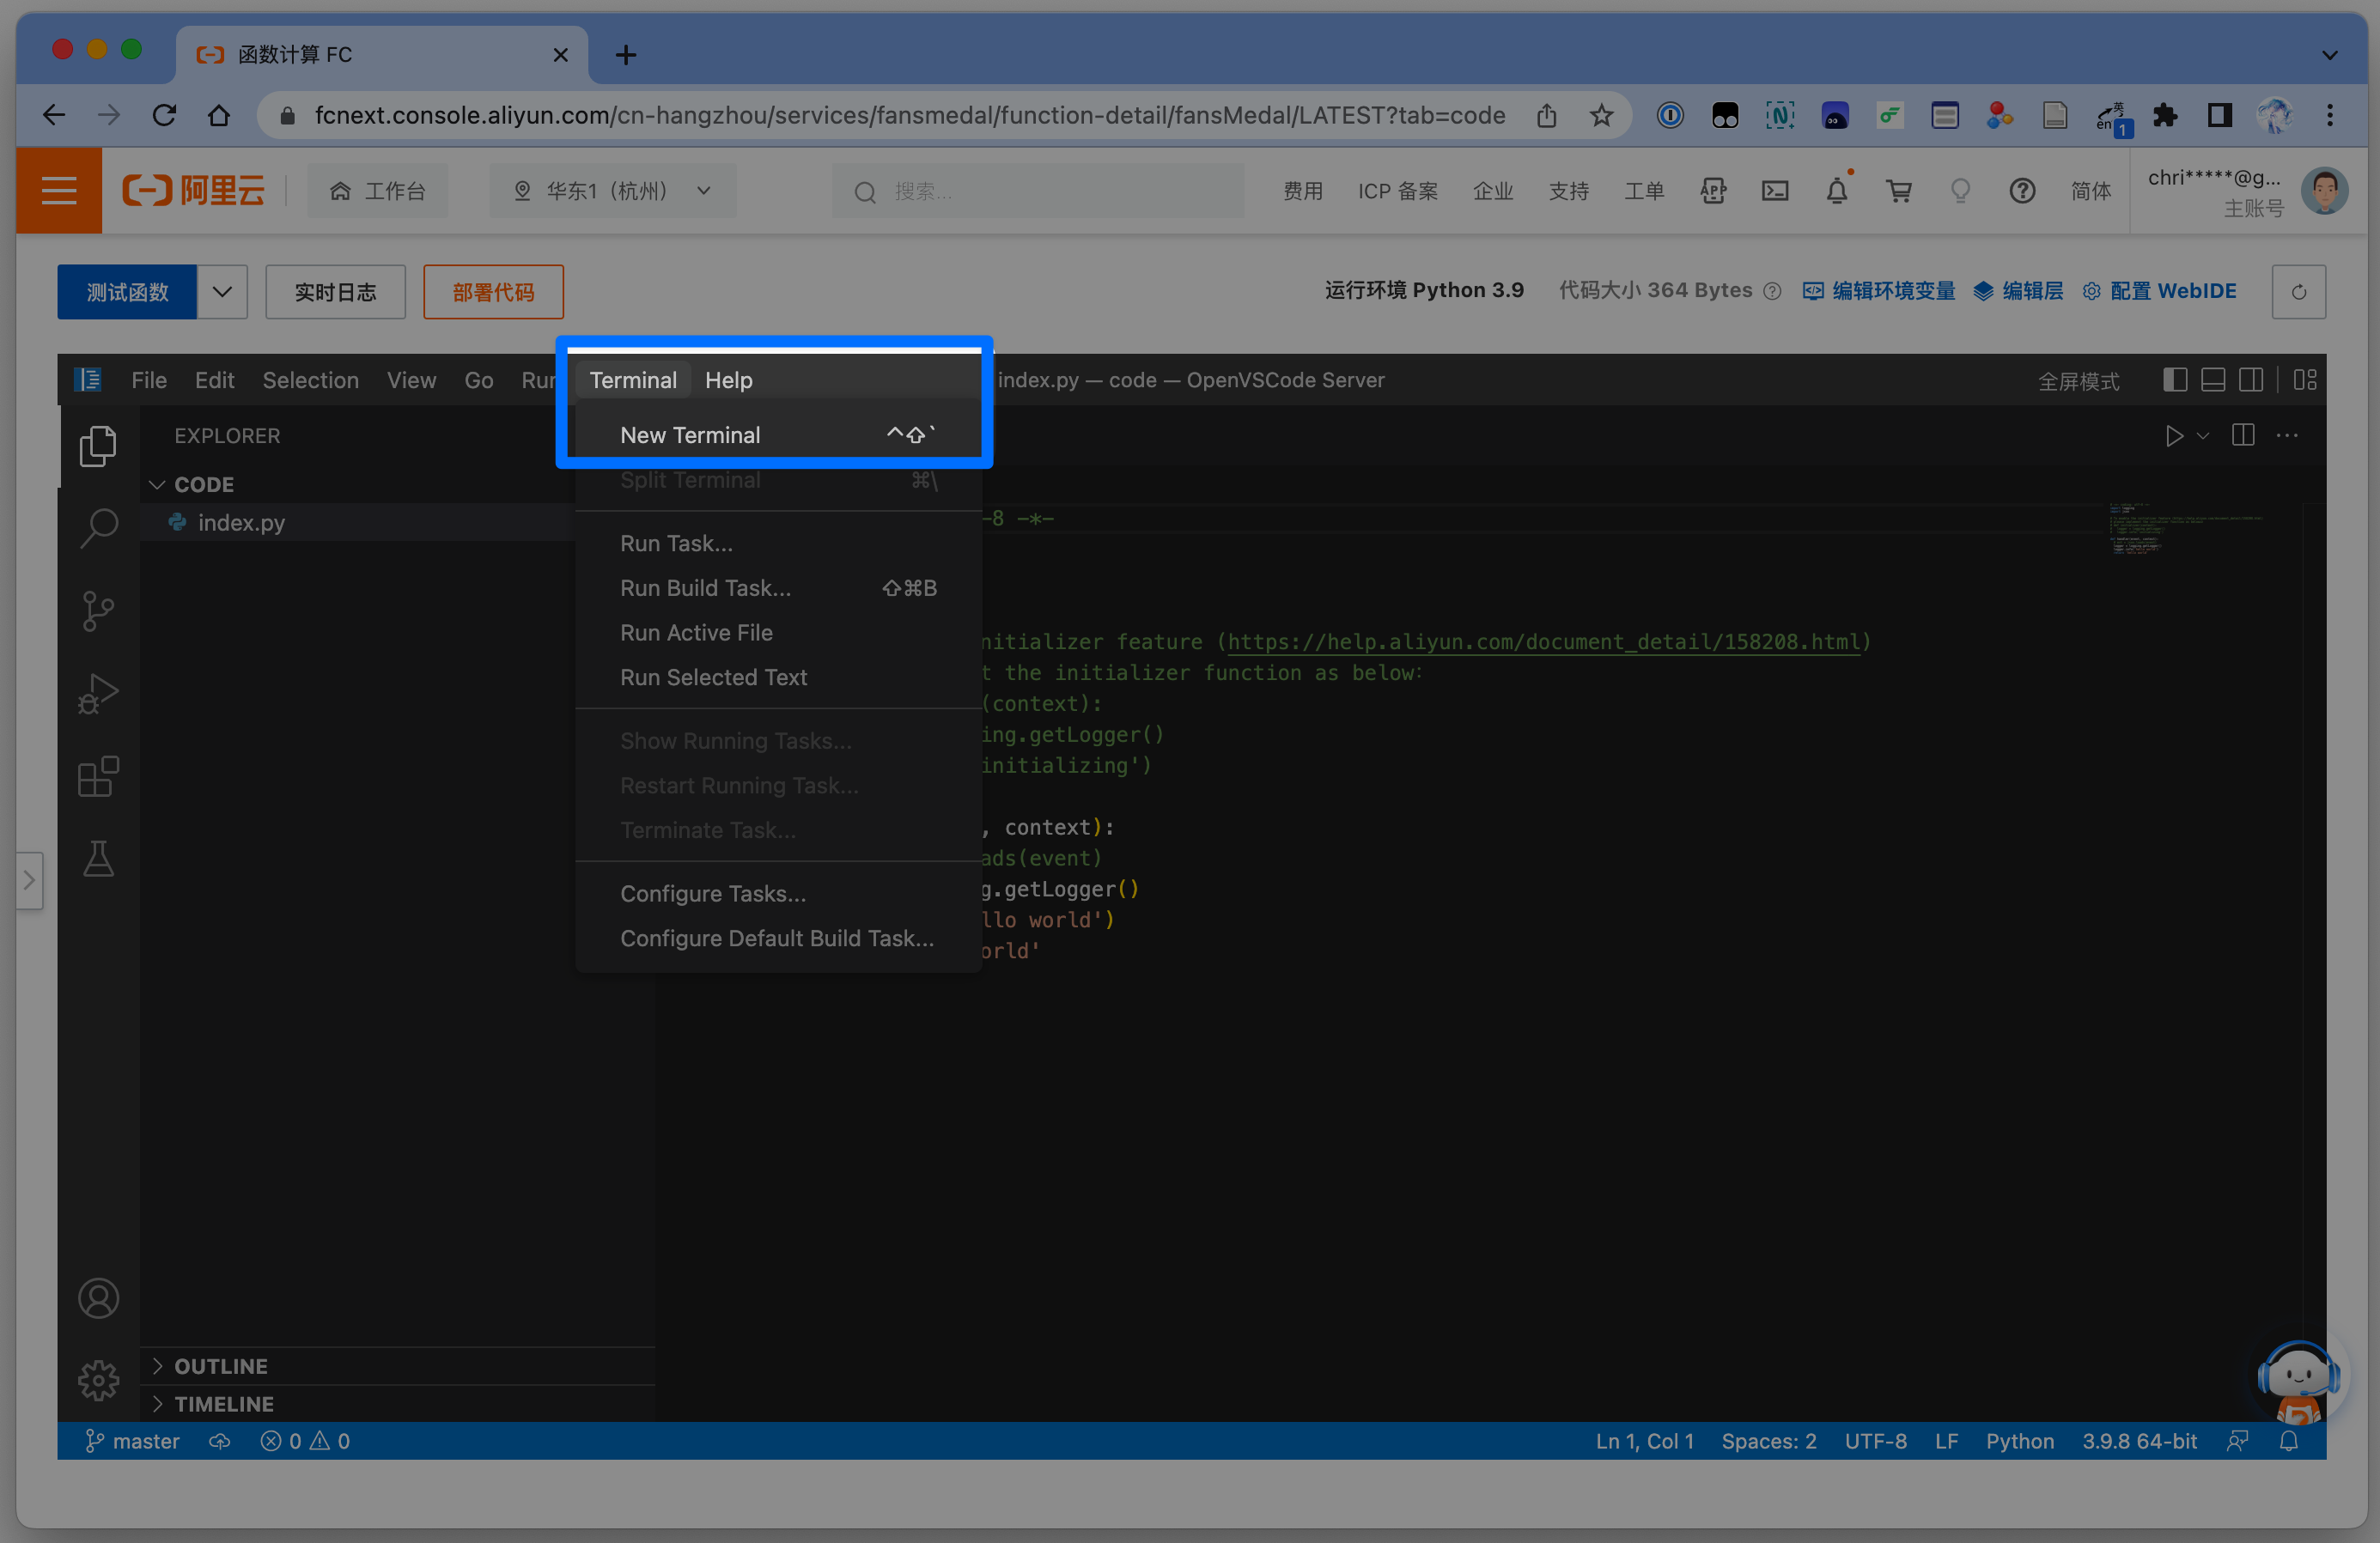 函数计算 FC
fcnext.console.aliyun.com/cn-hangzhou/services/fansmedal/function-detail/fansMedal/LATEST?tab=code
英
en
1
阿里云
工作台
华东1（杭州）
搜索...
费用
ICP 备案
企业
支持
工单
APP
简体
chri*****@g...
主账号
测试函数
实时日志
部署代码
运行环境 Python 3.9
代码大小 364 Bytes
编辑环境变量
编辑层
配置 WebIDE
File Edit Selection View Go Run Terminal Help
index.py — code — OpenVSCode Server
全屏模式
EXPLORER
New Terminal ^⇧`
Split Terminal ⌘\
CODE
index.py
-8 -*-
Run Task...
Run Build Task... ⇧⌘B
Run Active File
Run Selected Text
Show Running Tasks...
Restart Running Task...
Terminate Task...
Configure Tasks...
Configure Default Build Task...
nitializer feature (https://help.aliyun.com/document_detail/158208.html)
t the initializer function as below:
(context):
ing.getLogger()
initializing')
, context):
ads(event)
g.getLogger()
llo world')
orld'
OUTLINE
TIMELINE
master
0 0
Ln 1, Col 1
Spaces: 2
UTF-8
LF
Python
3.9.8 64-bit